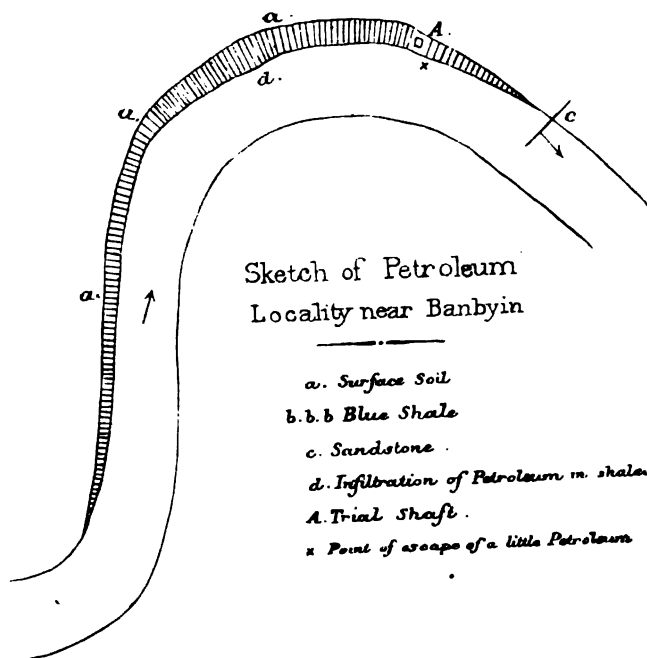 a.
A.
d.
x
a.
c
a.
Sketch of Petroleum
Locality near Banbyin
a. Surface Soil
b.b.b Blue Shale
c. Sandstone.
d. Infiltration of Petroleum in shales
A. Trial Shaft.
x Point of escape of a little Petroleum